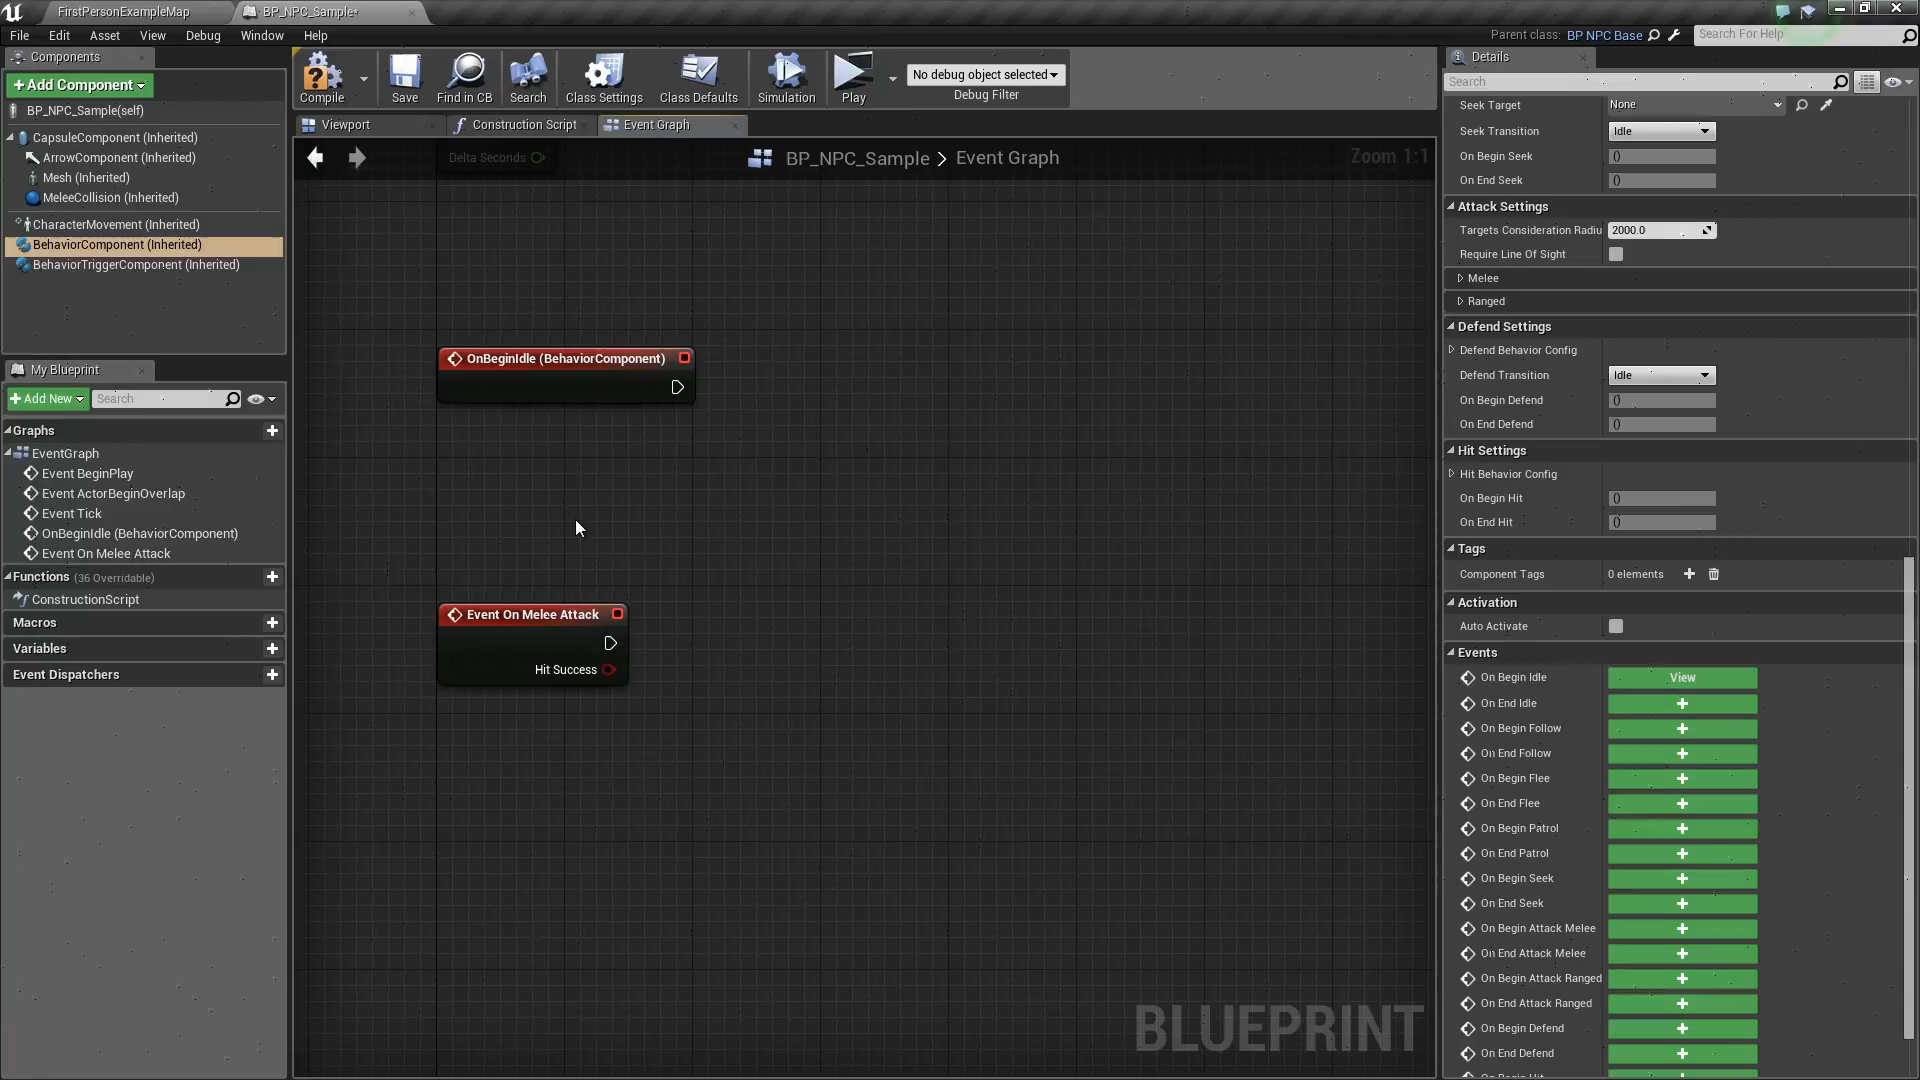 FirstPersonExampleMap
BP_NPC_Sample*
File Edit Asset View Debug Window Help
Parent class: BP NPC Base
Search For Help
Components
+Add Component
BP_NPC_Sample(self)
CapsuleComponent (Inherited)
ArrowComponent (Inherited)
Mesh (Inherited)
MeleeCollision (Inherited)
CharacterMovement (Inherited)
BehaviorComponent (Inherited)
BehaviorTriggerComponent (Inherited)
My Blueprint
+Add New
Search
Graphs
EventGraph
Event BeginPlay
Event ActorBeginOverlap
Event Tick
OnBeginIdle (BehaviorComponent)
Event On Melee Attack
Functions (36 Overridable)
ConstructionScript
Macros
Variables
Event Dispatchers
Compile
Save
Find in CB
Search
Class Settings
Class Defaults
Simulation
Play
No debug object selected
Debug Filter
Viewport
Construction Script
Event Graph
Delta Seconds
BP_NPC_Sample > Event Graph
Zoom 1:1
OnBeginIdle (BehaviorComponent)
Event On Melee Attack
Hit Success
BLUEPRINT
Details
Search
Seek Target None
Seek Transition Idle
On Begin Seek ()
On End Seek ()
Attack Settings
Targets Consideration Radiu 2000.0
Require Line Of Sight
Melee
Ranged
Defend Settings
Defend Behavior Config
Defend Transition Idle
On Begin Defend ()
On End Defend ()
Hit Settings
Hit Behavior Config
On Begin Hit ()
On End Hit ()
Tags
Component Tags 0 elements
Activation
Auto Activate
Events
On Begin Idle View
On End Idle
On Begin Follow
On End Follow
On Begin Flee
On End Flee
On Begin Patrol
On End Patrol
On Begin Seek
On End Seek
On Begin Attack Melee
On End Attack Melee
On Begin Attack Ranged
On End Attack Ranged
On Begin Defend
On End Defend
On Begin Hit